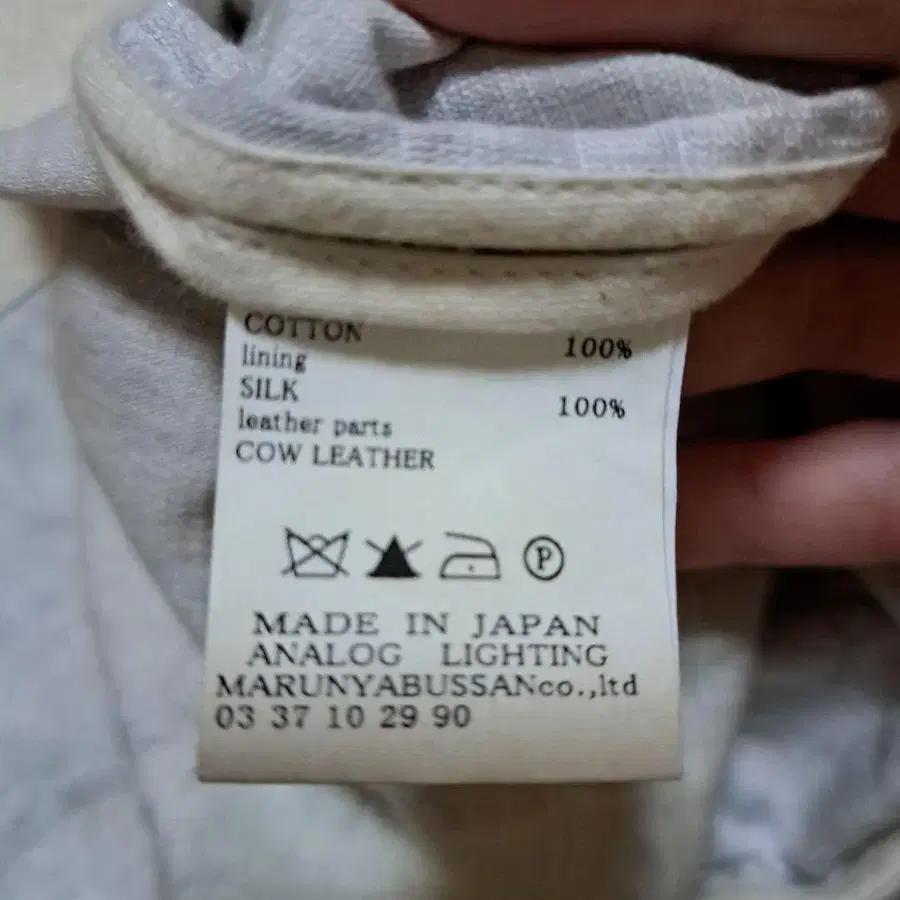 COTTON 100%
lining
SILK 100%
leather parts
COW LEATHER
P
MADE IN JAPAN
ANALOG LIGHTING
MARUNYABUSSANco.,ltd
03 37 10 29 90